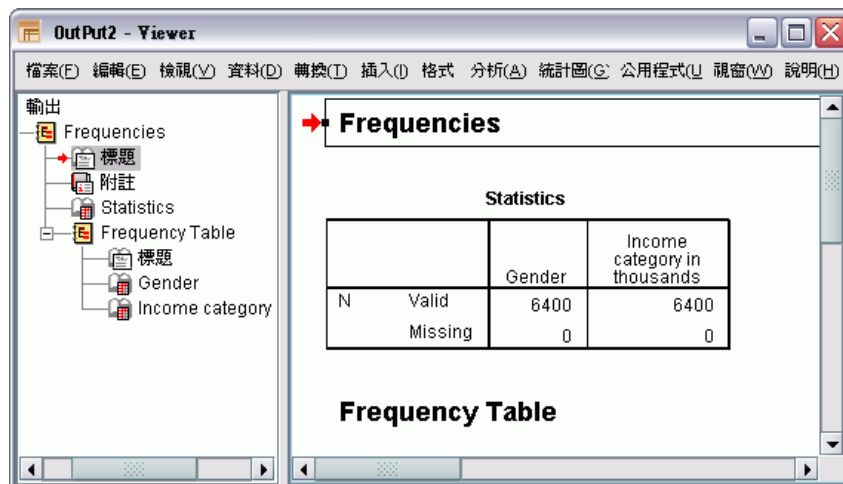 OutPut2 - Viewer
檔案(F) 編輯(E) 檢視(V) 資料(D) 轉換(T) 插入(I) 格式 分析(A) 統計圖(G) 公用程式(U 視窗(W) 說明(H)
輸出
Frequencies
標題
附註
Statistics
Frequency Table
標題
Gender
Income category
Frequencies
Statistics
Gender Income category in thousands
N Valid 6400 6400
Missing 0 0
Frequency Table